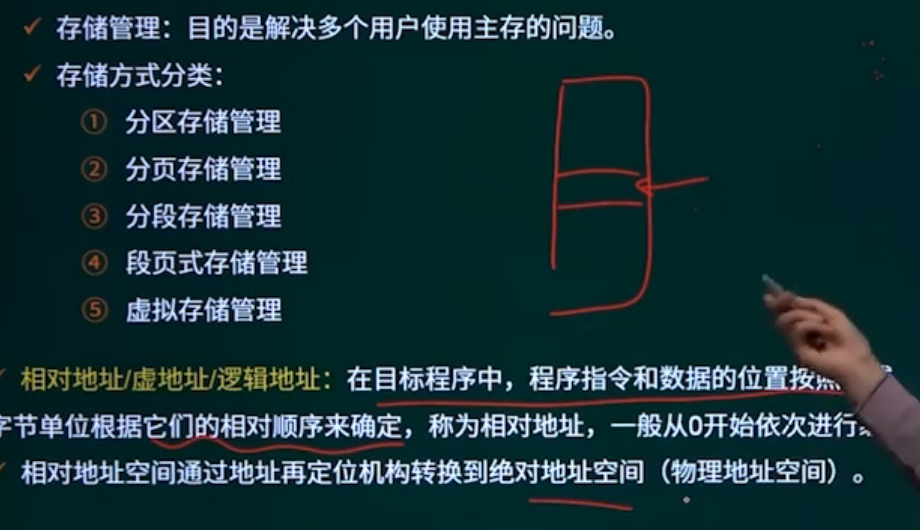 存储管理：目的是解决多个用户使用主存的问题。
存储方式分类：
① 分区存储管理
② 分页存储管理
③ 分段存储管理
④ 段页式存储管理
⑤ 虚拟存储管理
相对地址/虚地址/逻辑地址：在目标程序中，程序指令和数据的位置按照
字节单位根据它们的相对顺序来确定，称为相对地址，一般从0开始依次进行
相对地址空间通过地址再定位机构转换到绝对地址空间（物理地址空间）。